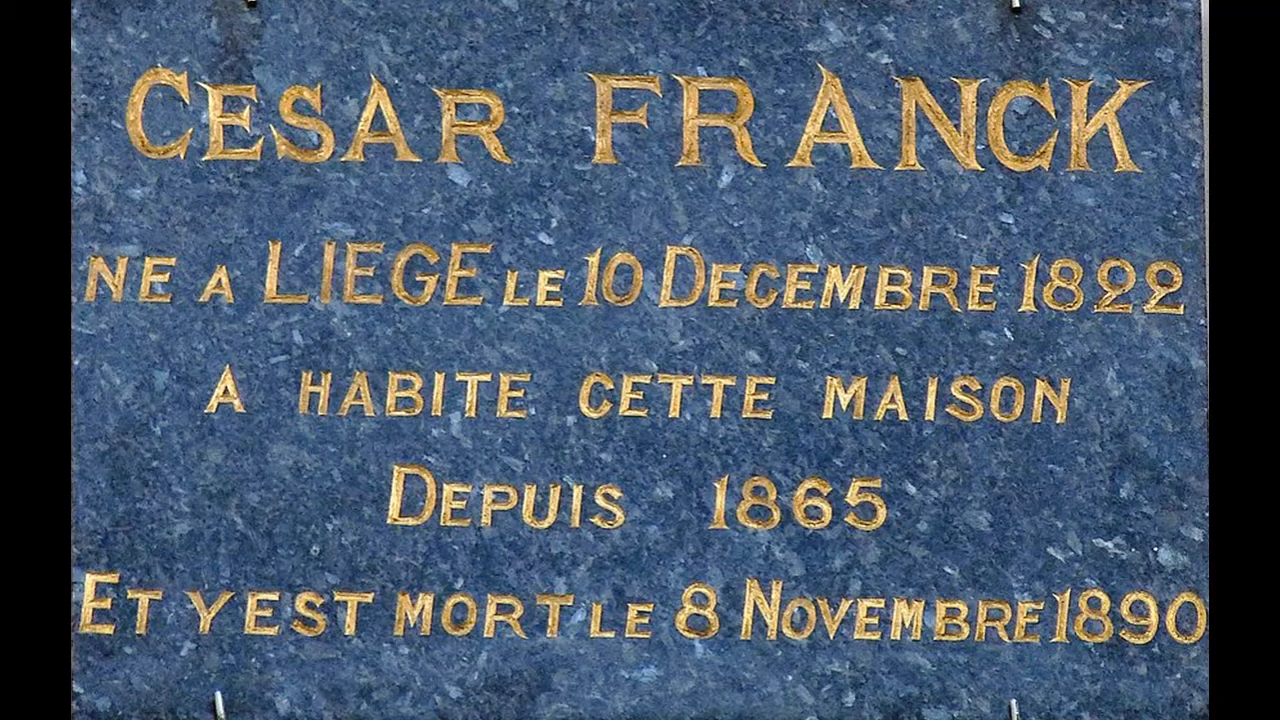 CESAR FRANCK
NE A LIEGE LE 10 DECEMBRE 1822
A HABITE CETTE MAISON
DEPUIS 1865
ET Y EST MORT LE 8 NOVEMBRE 1890